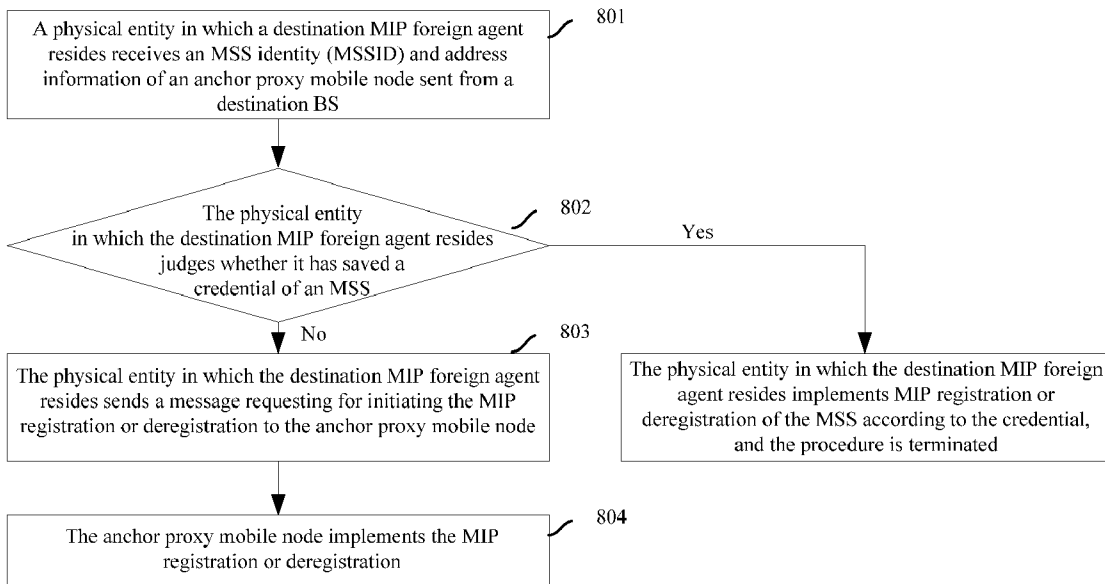 A physical entity in which a destination MIP foreign agent
resides receives an MSS identity (MSSID) and address
information of an anchor proxy mobile node sent from a
destination BS
801
The physical entity
in which the destination MIP foreign agent resides
judges whether it has saved a
credential of an MSS
802
Yes
No
803
The physical entity in which the destination MIP foreign agent
resides sends a message requesting for initiating the MIP
registration or deregistration to the anchor proxy mobile node
The physical entity in which the destination MIP foreign
agent resides implements MIP registration or
deregistration of the MSS according to the credential,
and the procedure is terminated
804
The anchor proxy mobile node implements the MIP
registration or deregistration